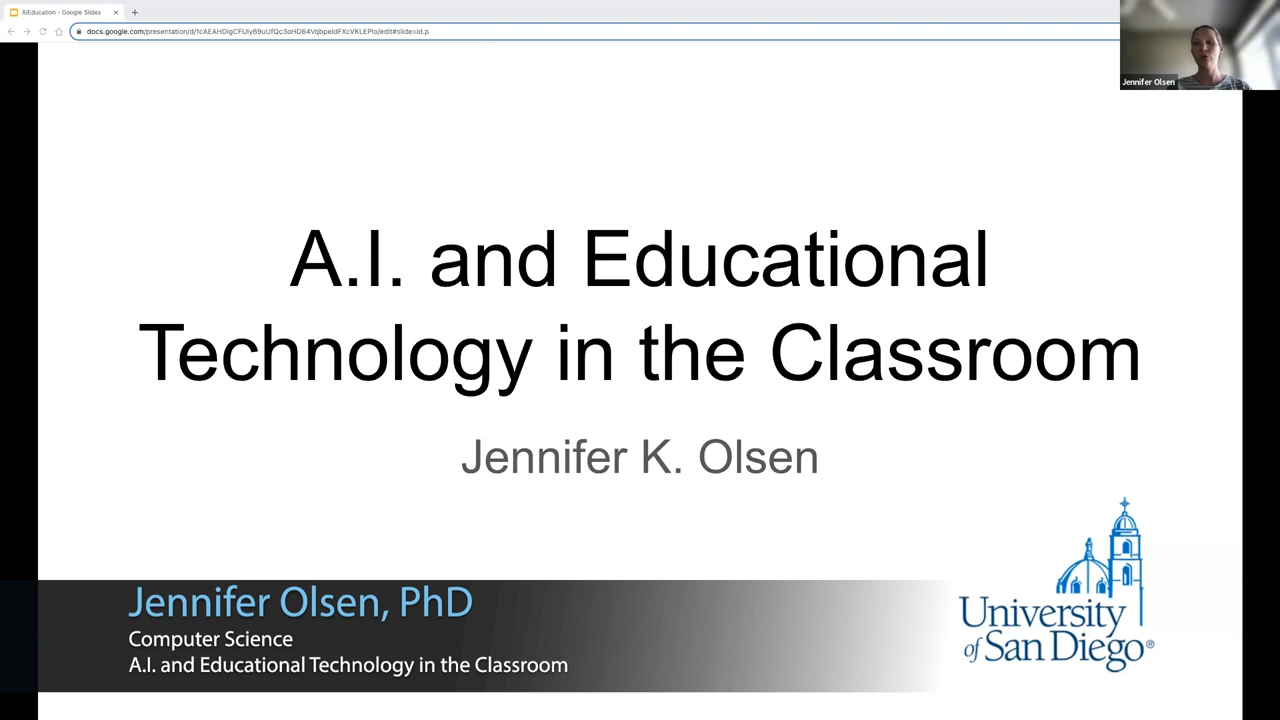 AIEducation - Google Slides
docs.google.com/presentation/d/1cAEAHDigCFUly69uUfQc3oHD64VqbpeldFXcVKLEPlo/edit#slide=id.p
Jennifer Olsen
A.I. and Educational
Technology in the Classroom
Jennifer K. Olsen
Jennifer Olsen, PhD
Computer Science
A.I. and Educational Technology in the Classroom
University
of San Diego®